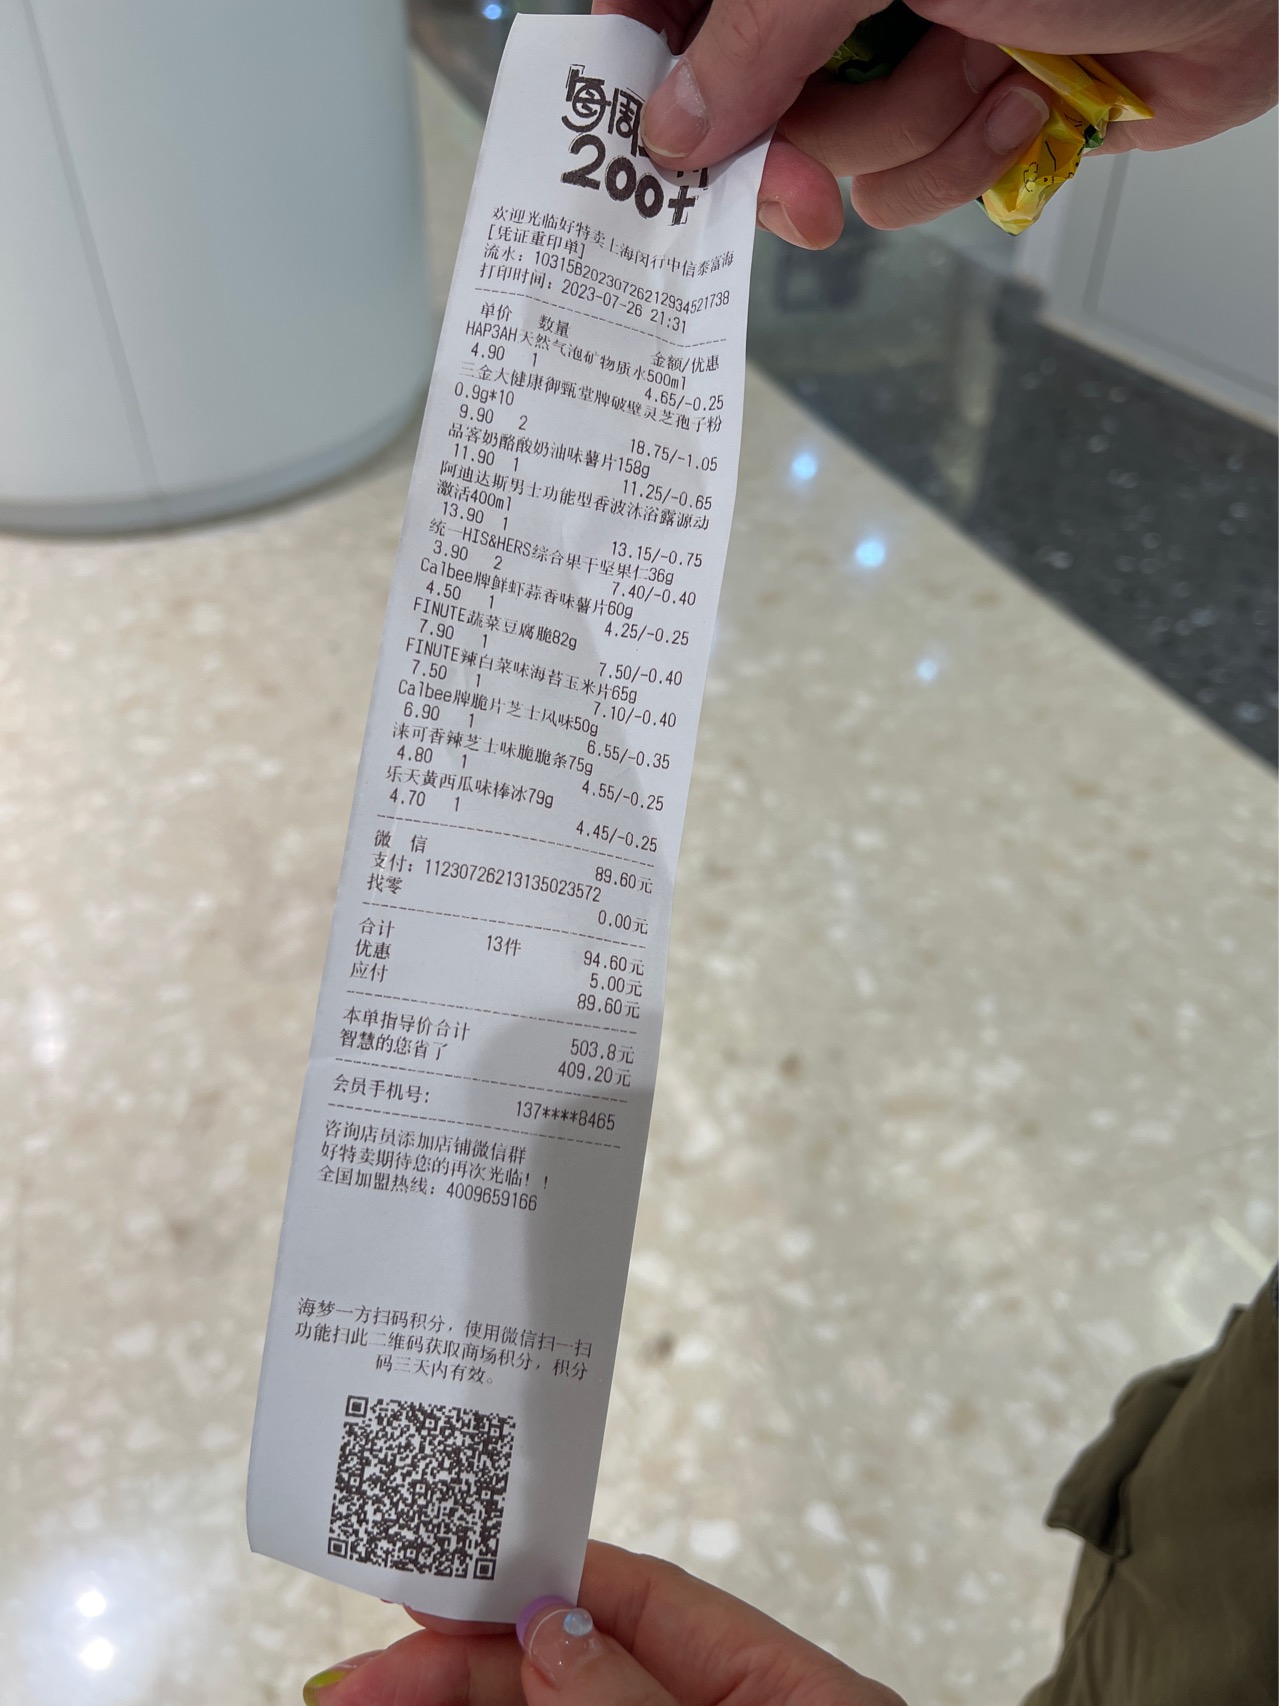 每周
200+
欢迎光临好特卖上海闵行中信泰富海
[凭证重印单]
流水：10315B20230726212934521738
打印时间：2023-07-26 21:31
单价 数量 金额/优惠
HAP3AH天然气泡矿物质水500ml
4.90 1 4.65/-0.25
三金大健康御甄堂牌破壁灵芝孢子粉
0.9g*10
9.90 2 18.75/-1.05
品客奶酪酸奶油味薯片158g
11.90 1 11.25/-0.65
阿迪达斯男士功能型香波沐浴露源动
激活400ml
13.90 1 13.15/-0.75
统一HIS&HERS综合果干坚果仁36g
3.90 2 7.40/-0.40
Calbee牌鲜虾蒜香味薯片60g
4.50 1 4.25/-0.25
FINUTE蔬菜豆腐脆82g
7.90 1 7.50/-0.40
FINUTE辣白菜味海苔玉米片65g
7.50 1 7.10/-0.40
Calbee牌脆片芝士风味50g
6.90 1 6.55/-0.35
涞可香辣芝士味脆脆条75g
4.80 1 4.55/-0.25
乐天黄西瓜味棒冰79g
4.70 1 4.45/-0.25
微 信 89.60元
支付：11230726213135023572
找零 0.00元
合计 13件 94.60元
优惠 5.00元
应付 89.60元
本单指导价合计 503.8元
智慧的您省了 409.20元
会员手机号： 137****8465
咨询店员添加店铺微信群
好特卖期待您的再次光临！！
全国加盟热线：4009659166
海梦一方扫码积分，使用微信扫一扫
功能扫此二维码获取商场积分，积分
码三天内有效。